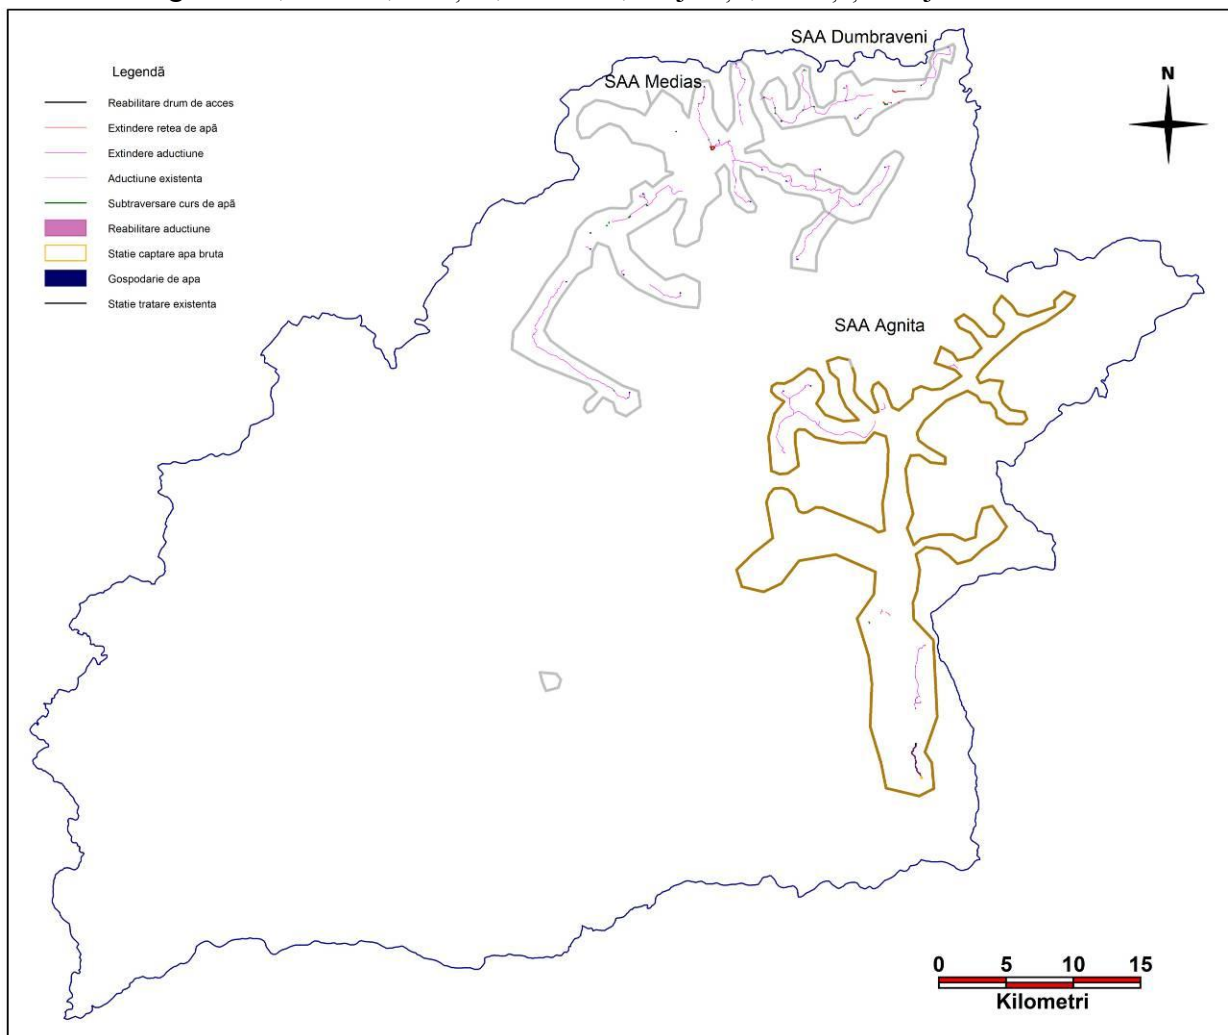 SAA Dumbraveni
SAA Medias
Legendă
Reabilitare drum de acces
Extindere retea de apă
Extindere aductiune
Aductiune existenta
Subtraversare curs de apă
Reabilitare aductiune
Statie captare apa bruta
Gospodarie de apa
Statie tratare existenta
N
SAA Agnita
0 5 10 15
Kilometri